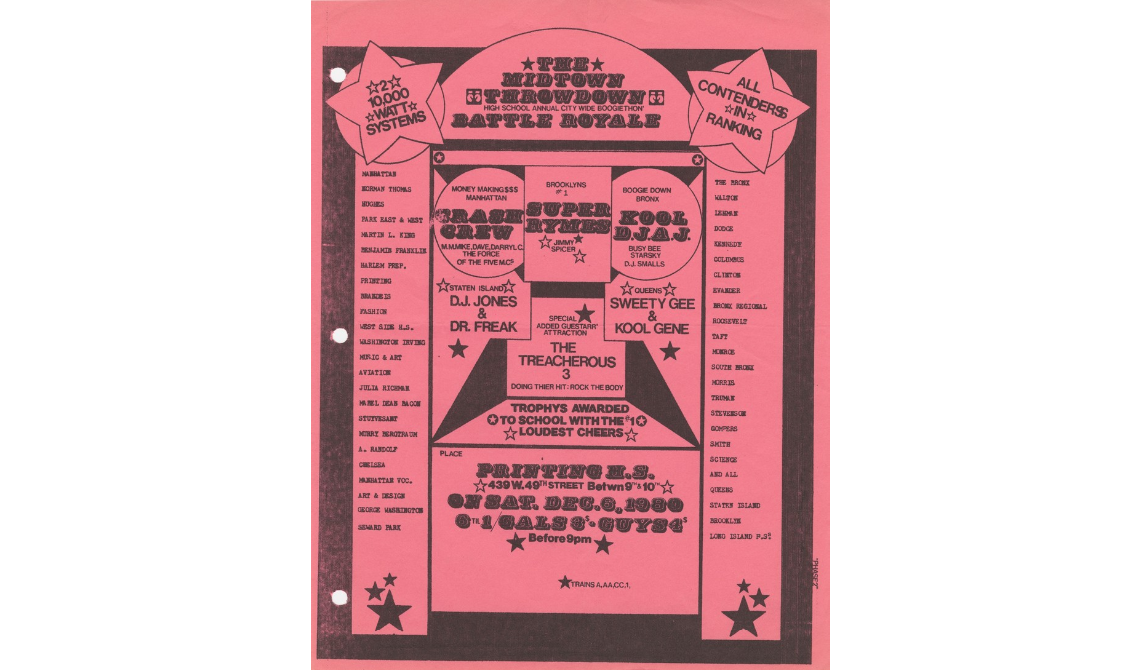 ☆2☆
10,000
☆WATT☆
SYSTEMS
★THE★
MIDTOWN
THROWDOWN
HIGH SCHOOL ANNUAL CITY WIDE BOOGIETHON'
BATTLE ROYALE
ALL
CONTENDER$$
☆IN☆
RANKING
MANHATTAN
NORMAN THOMAS
HUGHES
PARK EAST & WEST
MARTIN L. KING
BENJAMIN FRANKLIN
HARLEM PREP.
PRINTING
BRANDEIS
FASHION
WEST SIDE H.S.
WASHINGTON IRVING
MUSIC & ART
AVIATION
JULIA RICHMAN
MABEL DEAN BACON
STUYVESANT
MURRY BERGTRAUM
A. RANDOLF
CHELSEA
MANHATTAN VOC.
ART & DESIGN
GEORGE WASHINGTON
SEWARD PARK
MONEY MAKING$$$
MANHATTAN
CRASH
CREW
M.M.MIKE, DAVE, DARRYL C.
THE FORCE
OF THE FIVE M.Cs
BROOKLYNS
#1
SUPER
RYMES
☆JIMMY★
SPICER☆
BOOGIE DOWN
BRONX
KOOL
D.J.A.J.
BUSY BEE
STARSKY
D.J. SMALLS
☆STATEN ISLAND☆
D.J. JONES
&
DR. FREAK
☆QUEENS☆
SWEETY GEE
&
KOOL GENE
SPECIAL
ADDED GUESTARR'
ATTRACTION
THE
TREACHEROUS
3
DOING THIER HIT: ROCK THE BODY
TROPHYS AWARDED
TO SCHOOL WITH THE #1
☆LOUDEST CHEERS☆
PLACE
PRINTING H.S.
☆439 W. 49TH STREET Betwn 9TH & 10TH☆
ON SAT. DEC. 6, 1980
6TIL 1/GALS 3$-GUYS 4$
★Before 9pm★
★TRAINS A, AA, CC, 1.
THE BRONX
WALTON
LEHMAN
DODGE
KENNEDY
COLUMBUS
CLINTON
EVANDER
BRONX REGIONAL
ROOSEVELT
TAFT
MONROE
SOUTH BRONX
MORRIS
TRUMAN
STEVENSON
GOMPERS
SMITH
SCIENCE
AND ALL
QUEENS
STATEN ISLAND
BROOKLYN
LONG ISLAND H.S$